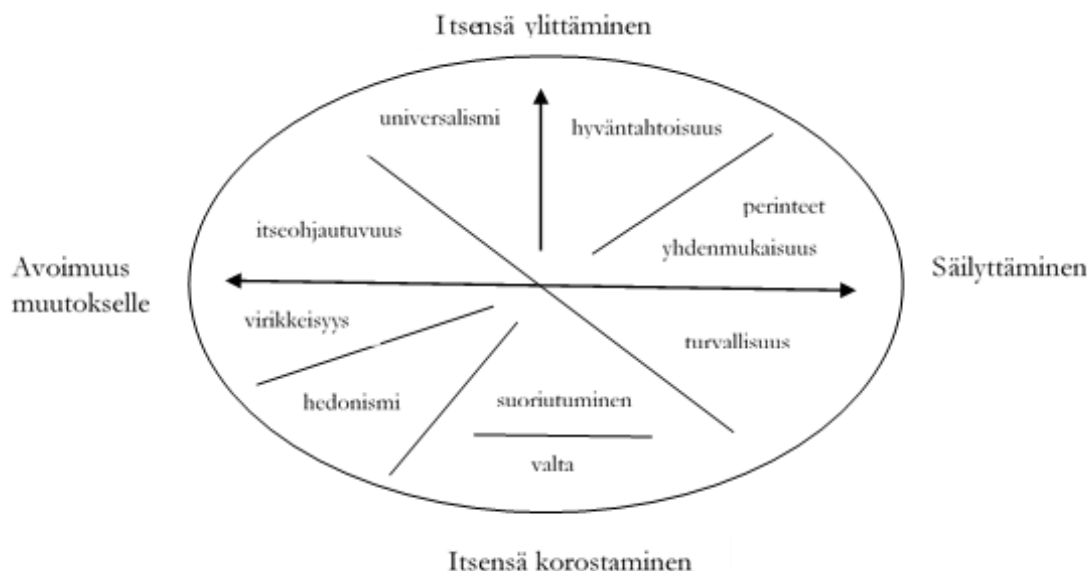 Itsensä ylittäminen
universalismi
hyväntahtoisuus
perinteet
itseohjautuvuus
yhdenmukaisuus
Avoimuus
muutokselle
Säilyttäminen
virikkeisyys
turvallisuus
hedonismi
suoriutuminen
valta
Itsensä korostaminen